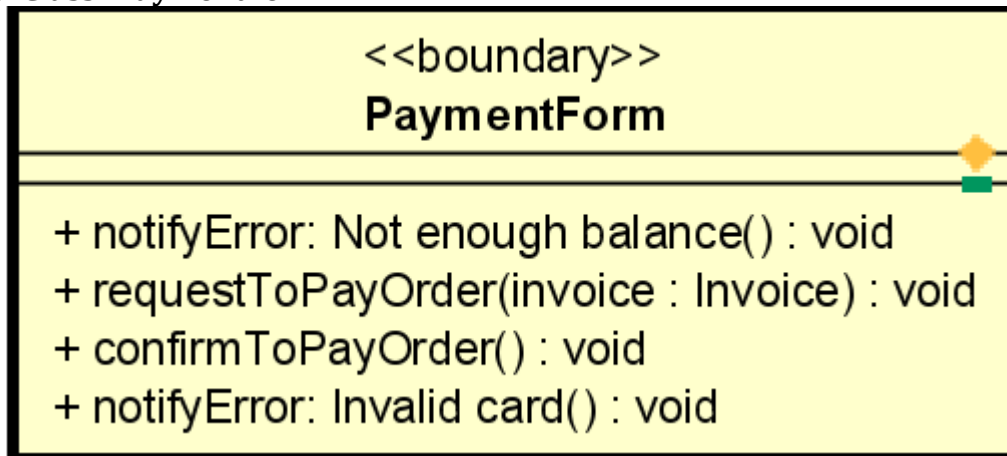 <<boundary>>
PaymentForm
+ notifyError: Not enough balance() : void
+ requestToPayOrder(invoice : Invoice) : void
+ confirmToPayOrder() : void
+ notifyError: Invalid card() : void